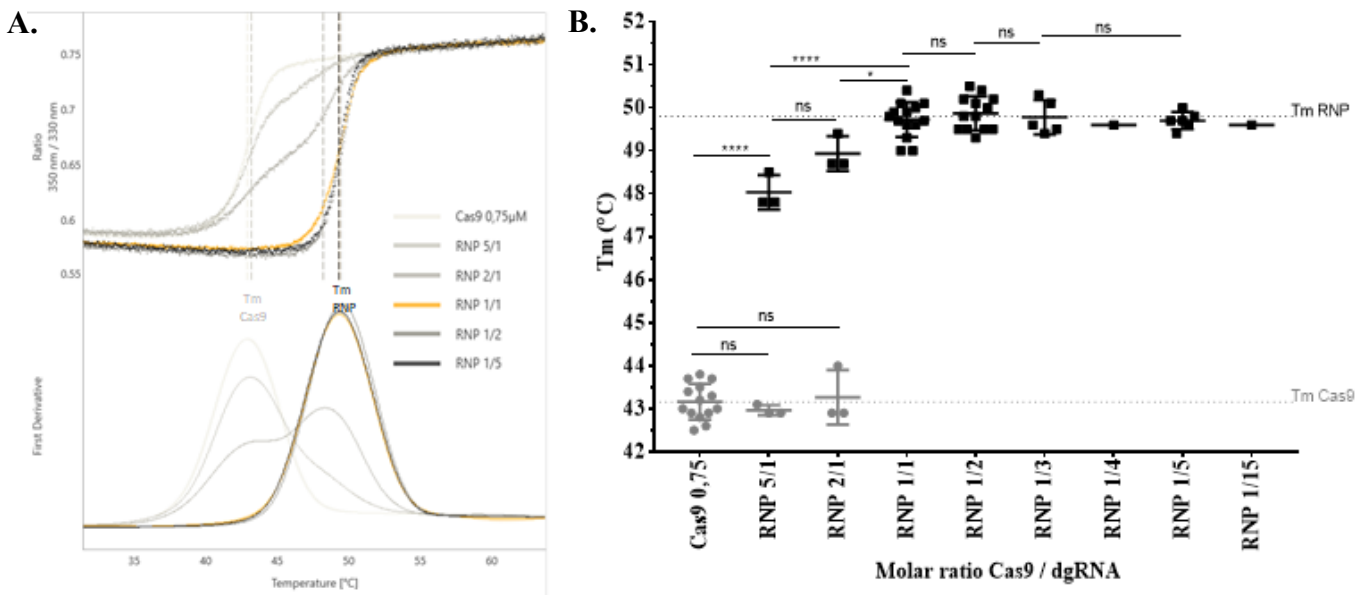 A.
0.75
0.7
0.65
0.6
0.55
Ratio
350 nm / 330 nm
Cas9 0,75µM
RNP 5/1
RNP 2/1
RNP 1/1
RNP 1/2
RNP 1/5
Tm
Cas9
Tm
RNP
First Derivative
35
40
45
50
55
60
Temperature [°C]
B.
52
51
50
49
48
47
46
45
44
43
42
Tm (°C)
ns
ns
ns
****
*
ns
****
ns
ns
Tm RNP
Tm Cas9
Cas9 0,75
RNP 5/1
RNP 2/1
RNP 1/1
RNP 1/2
RNP 1/3
RNP 1/4
RNP 1/5
RNP 1/15
Molar ratio Cas9 / dgRNA